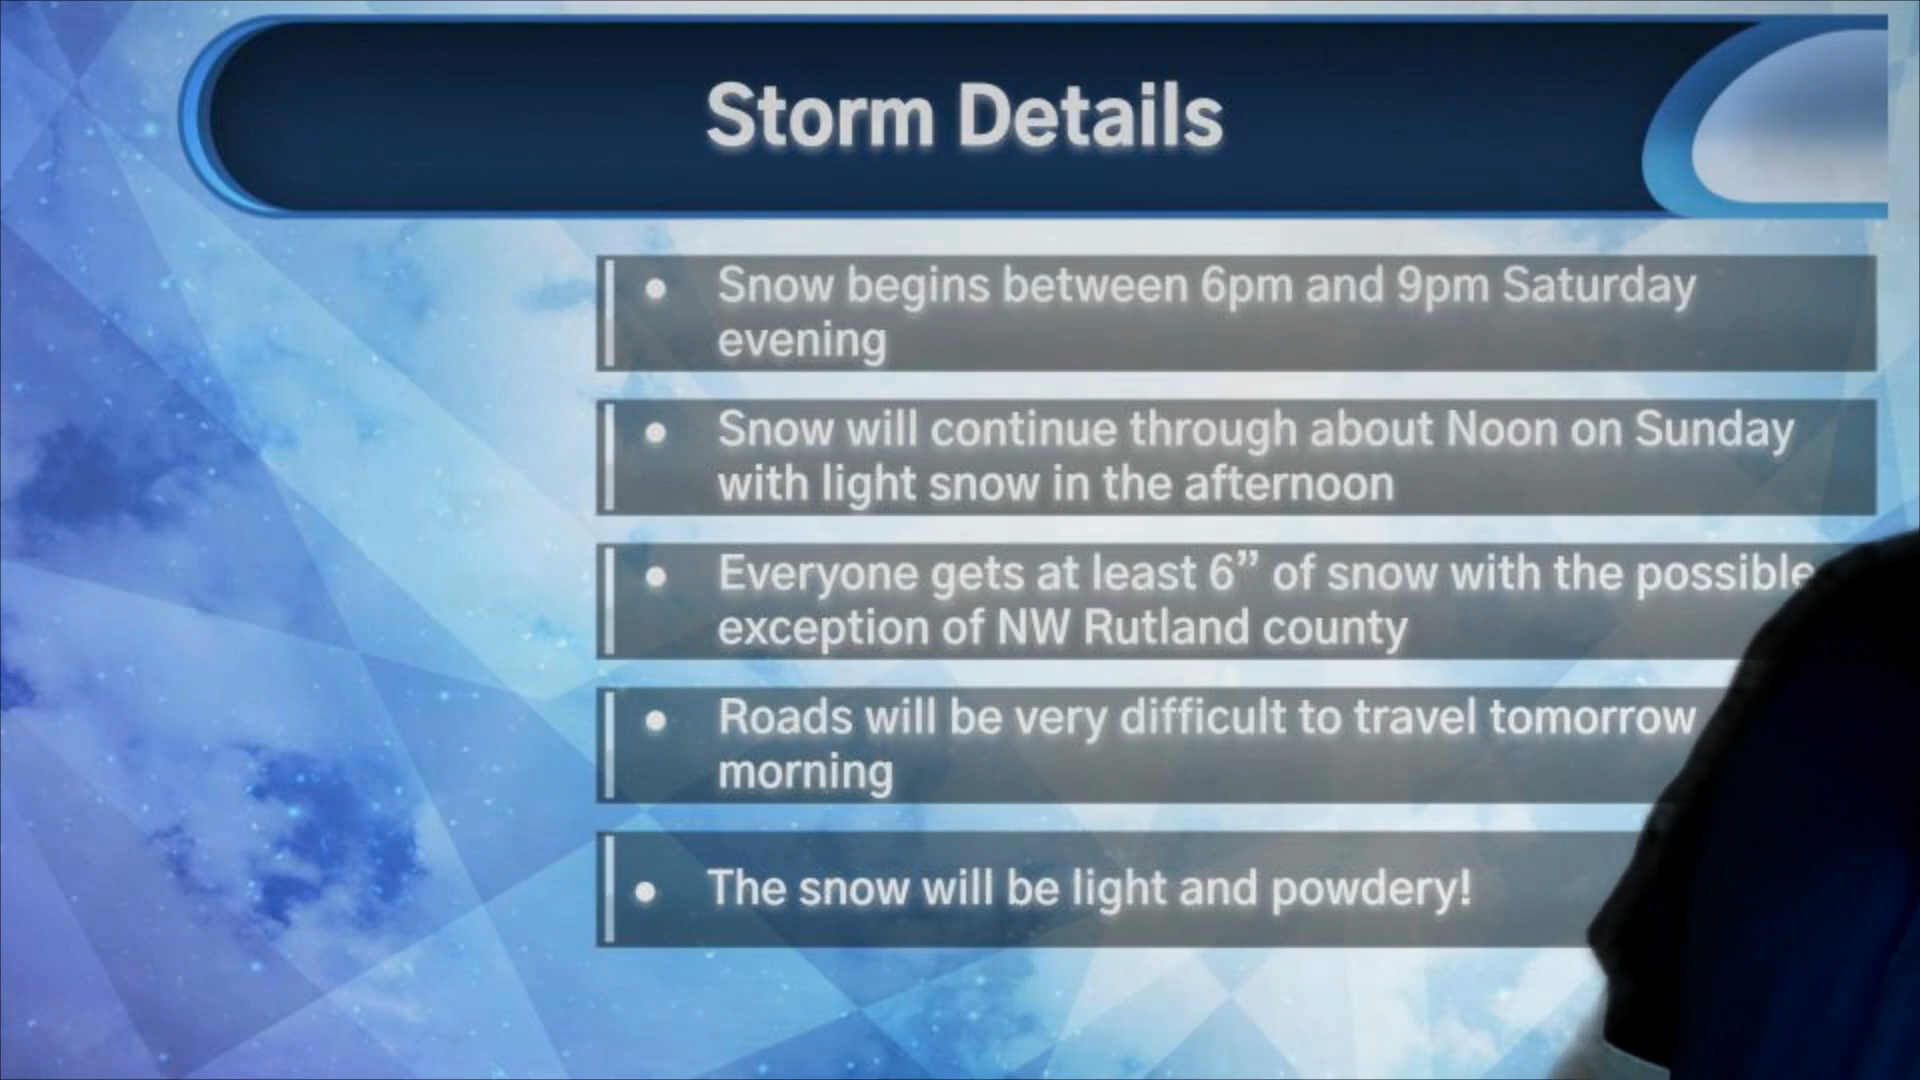 Storm Details
• Snow begins between 6pm and 9pm Saturday
evening
• Snow will continue through about Noon on Sunday
with light snow in the afternoon
• Everyone gets at least 6” of snow with the possible
exception of NW Rutland county
• Roads will be very difficult to travel tomorrow
morning
• The snow will be light and powdery!